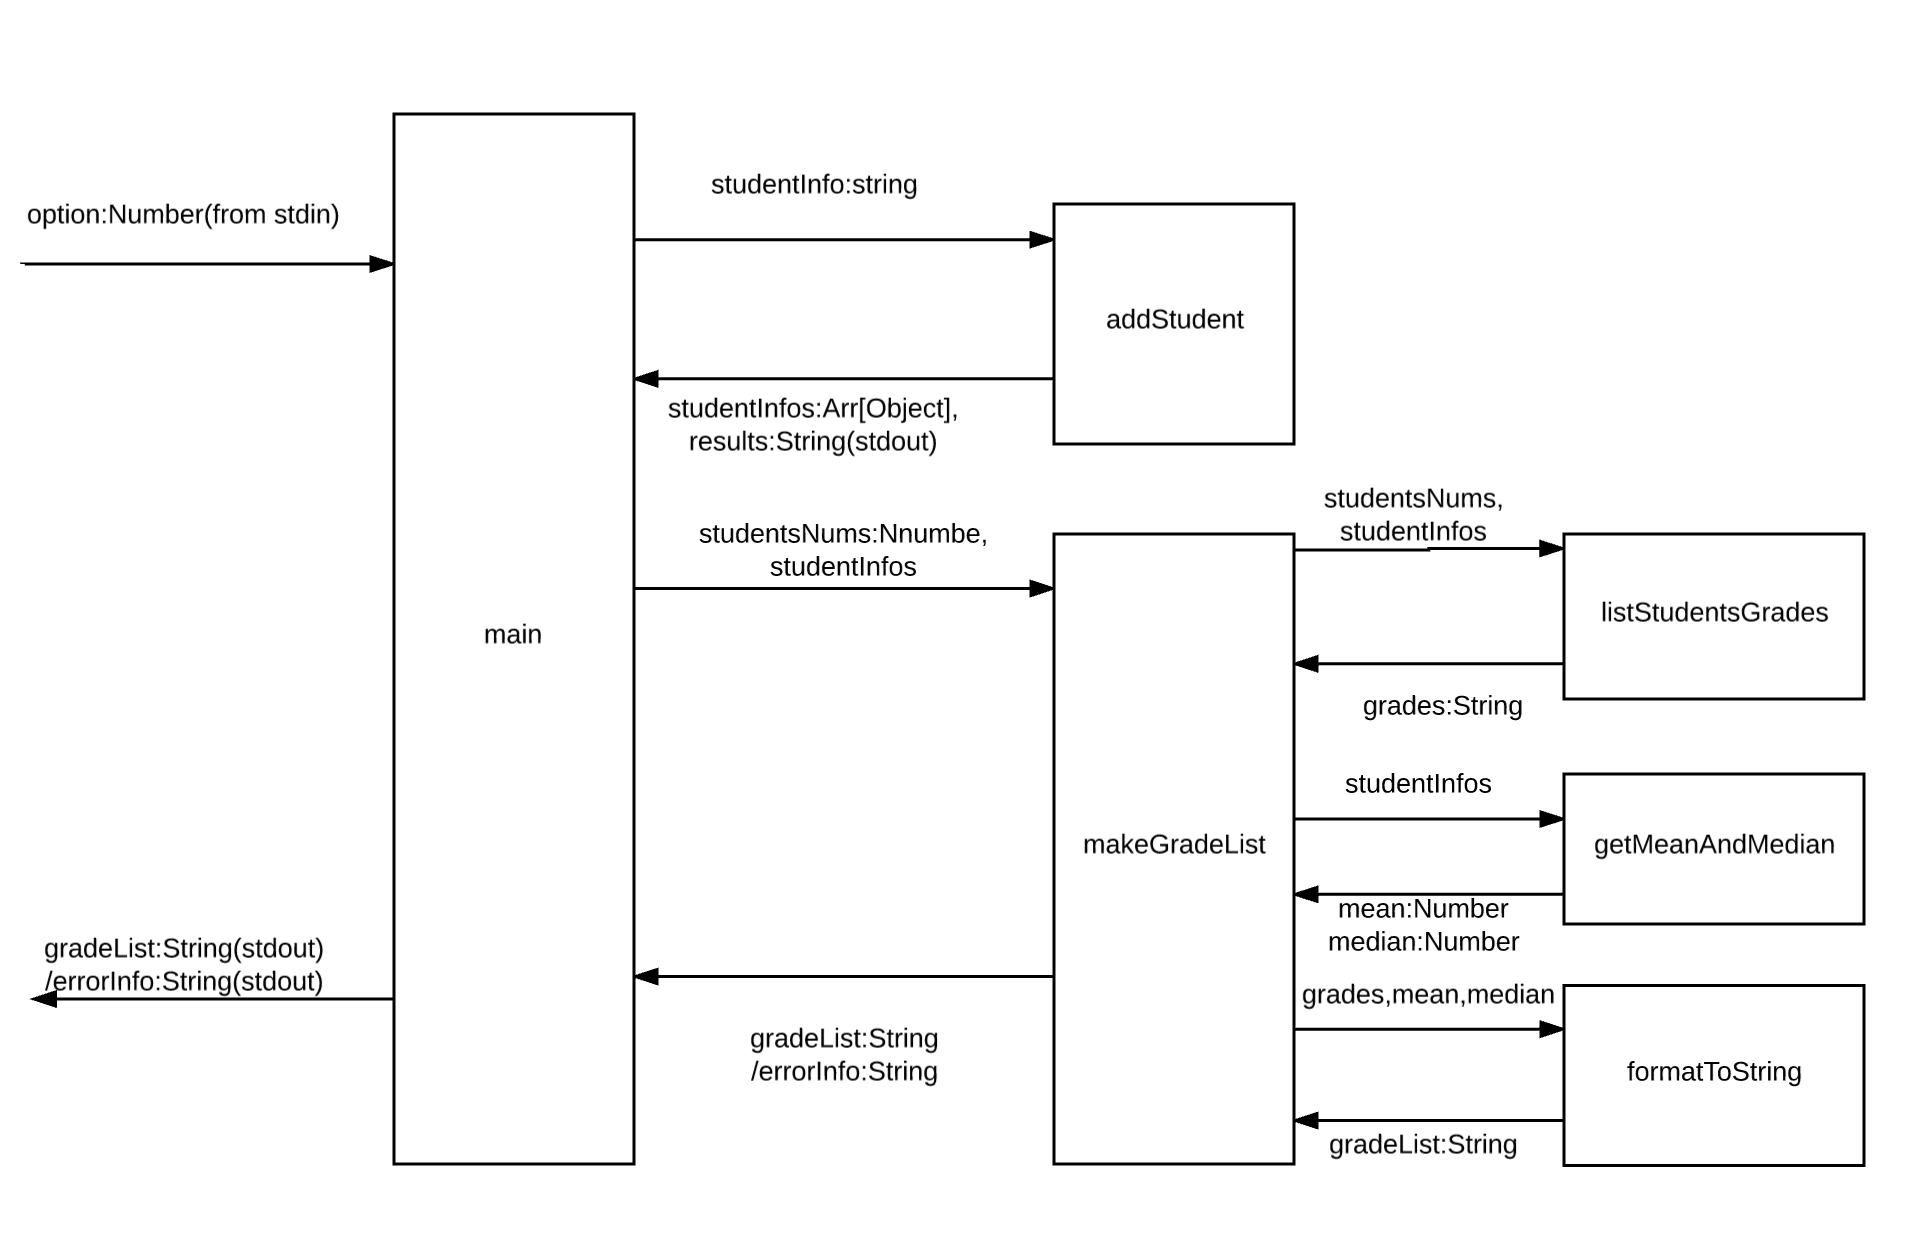 option:Number(from stdin)
main
gradeList:String(stdout)
/errorInfo:String(stdout)
studentInfo:string
addStudent
studentInfos:Arr[Object],
results:String(stdout)
studentsNums:Nnumbe,
studentInfos
makeGradeList
gradeList:String
/errorInfo:String
studentsNums,
studentInfos
listStudentsGrades
grades:String
studentInfos
getMeanAndMedian
mean:Number
median:Number
grades,mean,median
formatToString
gradeList:String